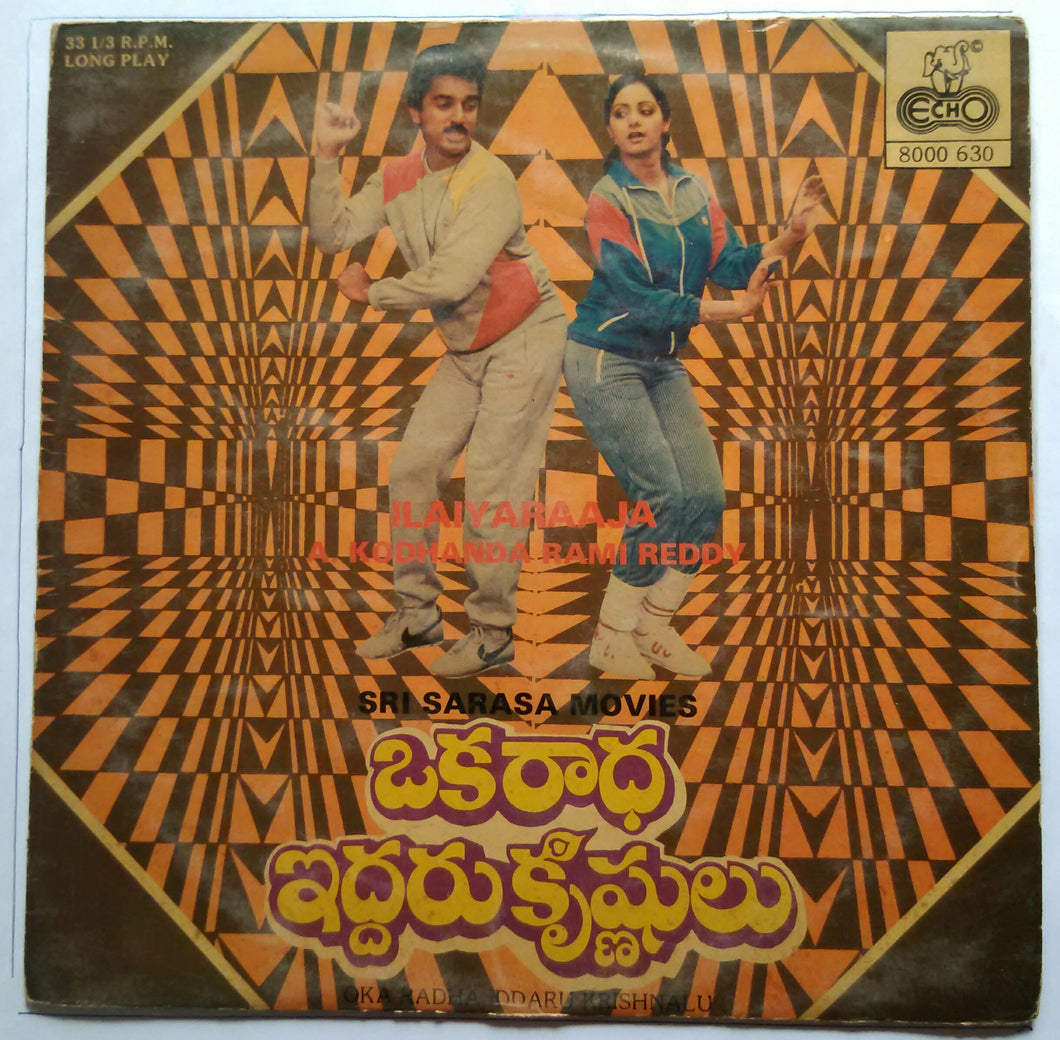 33 1/3 R.P.M.
LONG PLAY
©
ECHO
8000 630
ILAIYARAAJA
A. KODHANDA RAMI REDDY
SRI SARASA MOVIES
ఒకరాధ
ఇద్దరు కృష్ణులు
OKA RADHA IDDARU KRISHNALU